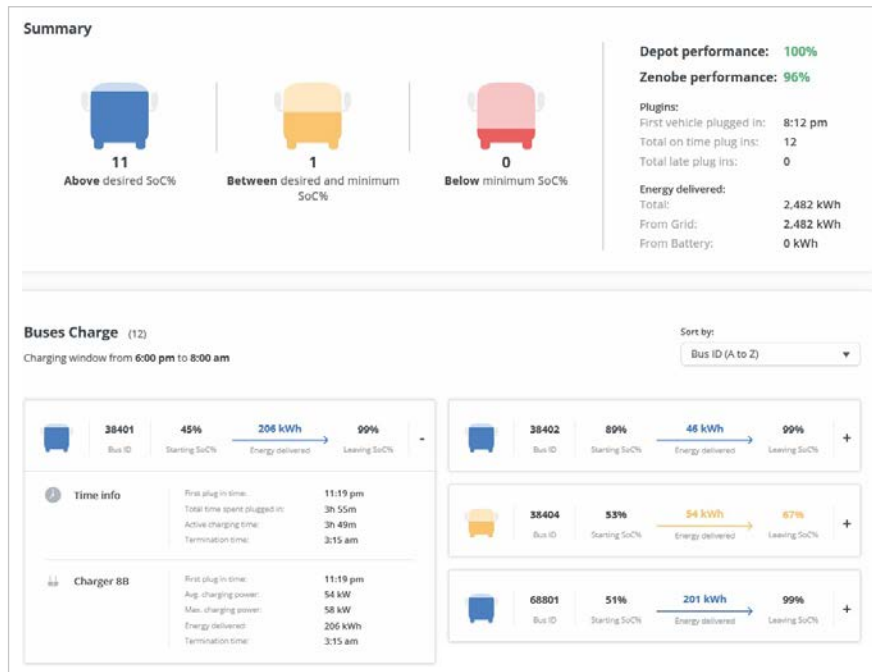 Summary
11
Above desired SoC%
1
Between desired and minimum
SoC%
0
Below minimum SoC%
Depot performance: 100%
Zenobe performance: 96%
Plugins:
First vehicle plugged in: 8:12 pm
Total on time plug ins: 12
Total late plug ins: 0
Energy delivered:
Total: 2,482 kWh
From Grid: 2,482 kWh
From Battery: 0 kWh
Buses Charge (12)
Charging window from 6:00 pm to 8:00 am
Sort by:
Bus ID (A to Z)
38401 45% 206 kWh 99% -
Bus ID Starting SoC% Energy delivered Leaving SoC%
Time info
First plug in time: 11:19 pm
Total time spent plugged in: 3h 55m
Active charging time: 3h 49m
Termination time: 3:15 am
Charger 8B
First plug in time: 11:19 pm
Avg. charging power: 54 kW
Max. charging power: 58 kW
Energy delivered: 206 kWh
Termination time: 3:15 am
38402 89% 46 kWh 99% +
Bus ID Starting SoC% Energy delivered Leaving SoC%
38404 53% 54 kWh 67% +
Bus ID Starting SoC% Energy delivered Leaving SoC%
68801 51% 201 kWh 99% +
Bus ID Starting SoC% Energy delivered Leaving SoC%